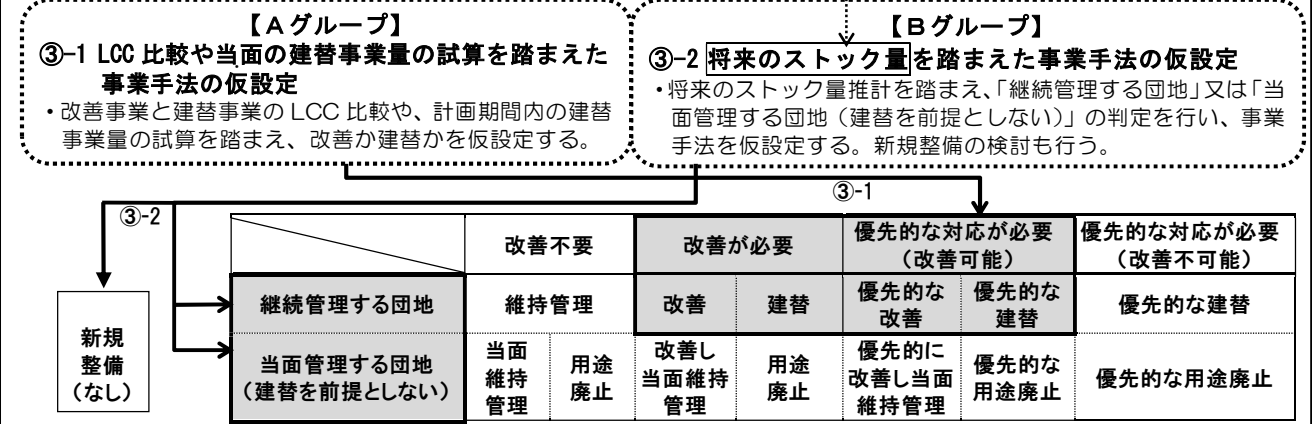 【Aグループ】
③-1 LCC 比較や当面の建替事業量の試算を踏まえた
事業手法の仮設定
・改善事業と建替事業の LCC 比較や、計画期間内の建替
事業量の試算を踏まえ、改善か建替かを仮設定する。
【Bグループ】
③-2 将来のストック量を踏まえた事業手法の仮設定
・将来のストック量推計を踏まえ、「継続管理する団地」又は「当
面管理する団地（建替を前提としない）」の判定を行い、事業
手法を仮設定する。新規整備の検討も行う。
③-1
③-2
新規
整備
（なし）
改善不要
改善が必要
優先的な対応が必要
（改善可能）
優先的な対応が必要
（改善不可能）
継続管理する団地
維持管理
改善
建替
優先的な
改善
優先的な
建替
優先的な建替
当面管理する団地
（建替を前提としない）
当面
維持
管理
用途
廃止
改善し
当面維持
管理
用途
廃止
優先的に
改善し当面
維持管理
優先的な
用途廃止
優先的な用途廃止